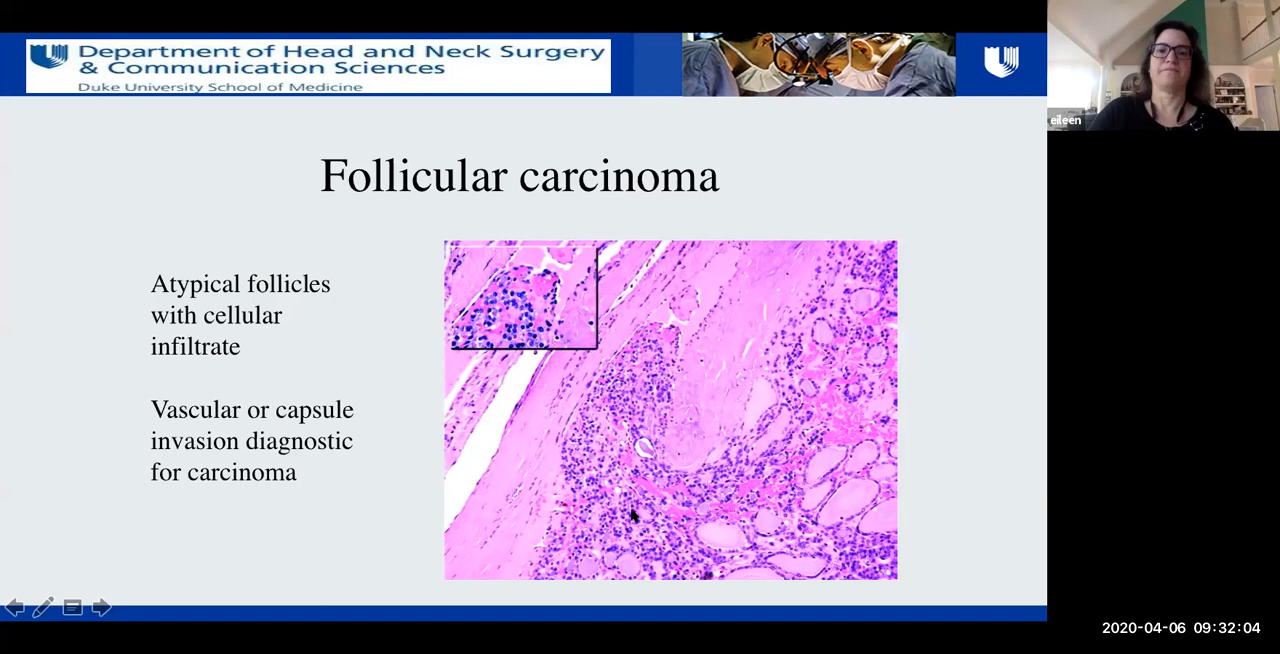 Department of Head and Neck Surgery
& Communication Sciences
Duke University School of Medicine
eileen
Follicular carcinoma
Atypical follicles
with cellular
infiltrate
Vascular or capsule
invasion diagnostic
for carcinoma
2020-04-06 09:32:04